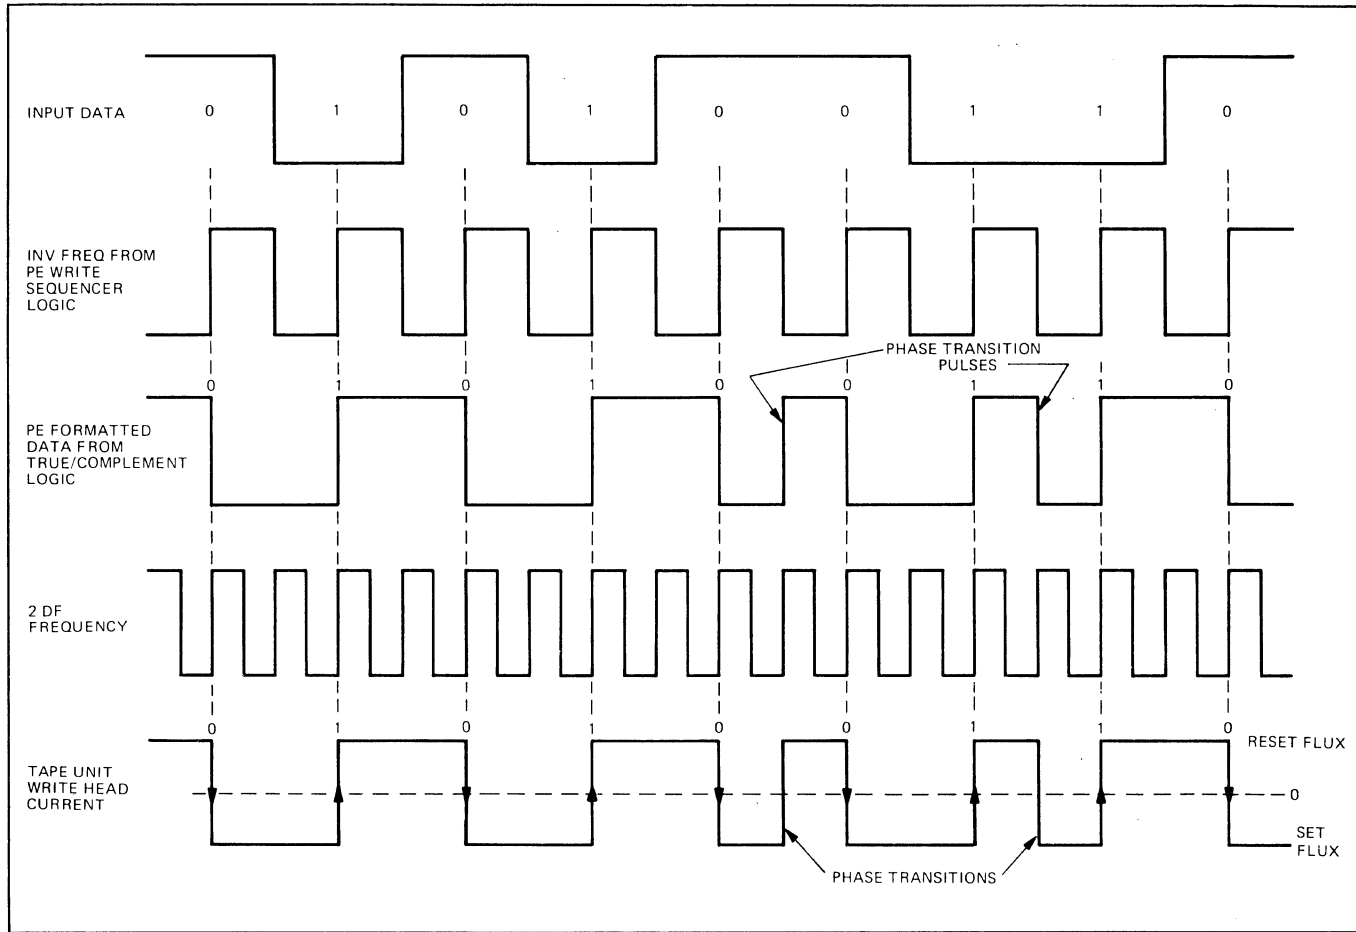 INPUT DATA
0 1 0 1 0 0 1 1 0
INV FREQ FROM
PE WRITE
SEQUENCER
LOGIC
PHASE TRANSITION
PULSES
0 1 0 1 0 0 1 1 0
PE FORMATTED
DATA FROM
TRUE/COMPLEMENT
LOGIC
2 DF
FREQUENCY
0 1 0 1 0 0 1 1 0
RESET FLUX
TAPE UNIT
WRITE HEAD
CURRENT
0
SET
FLUX
PHASE TRANSITIONS